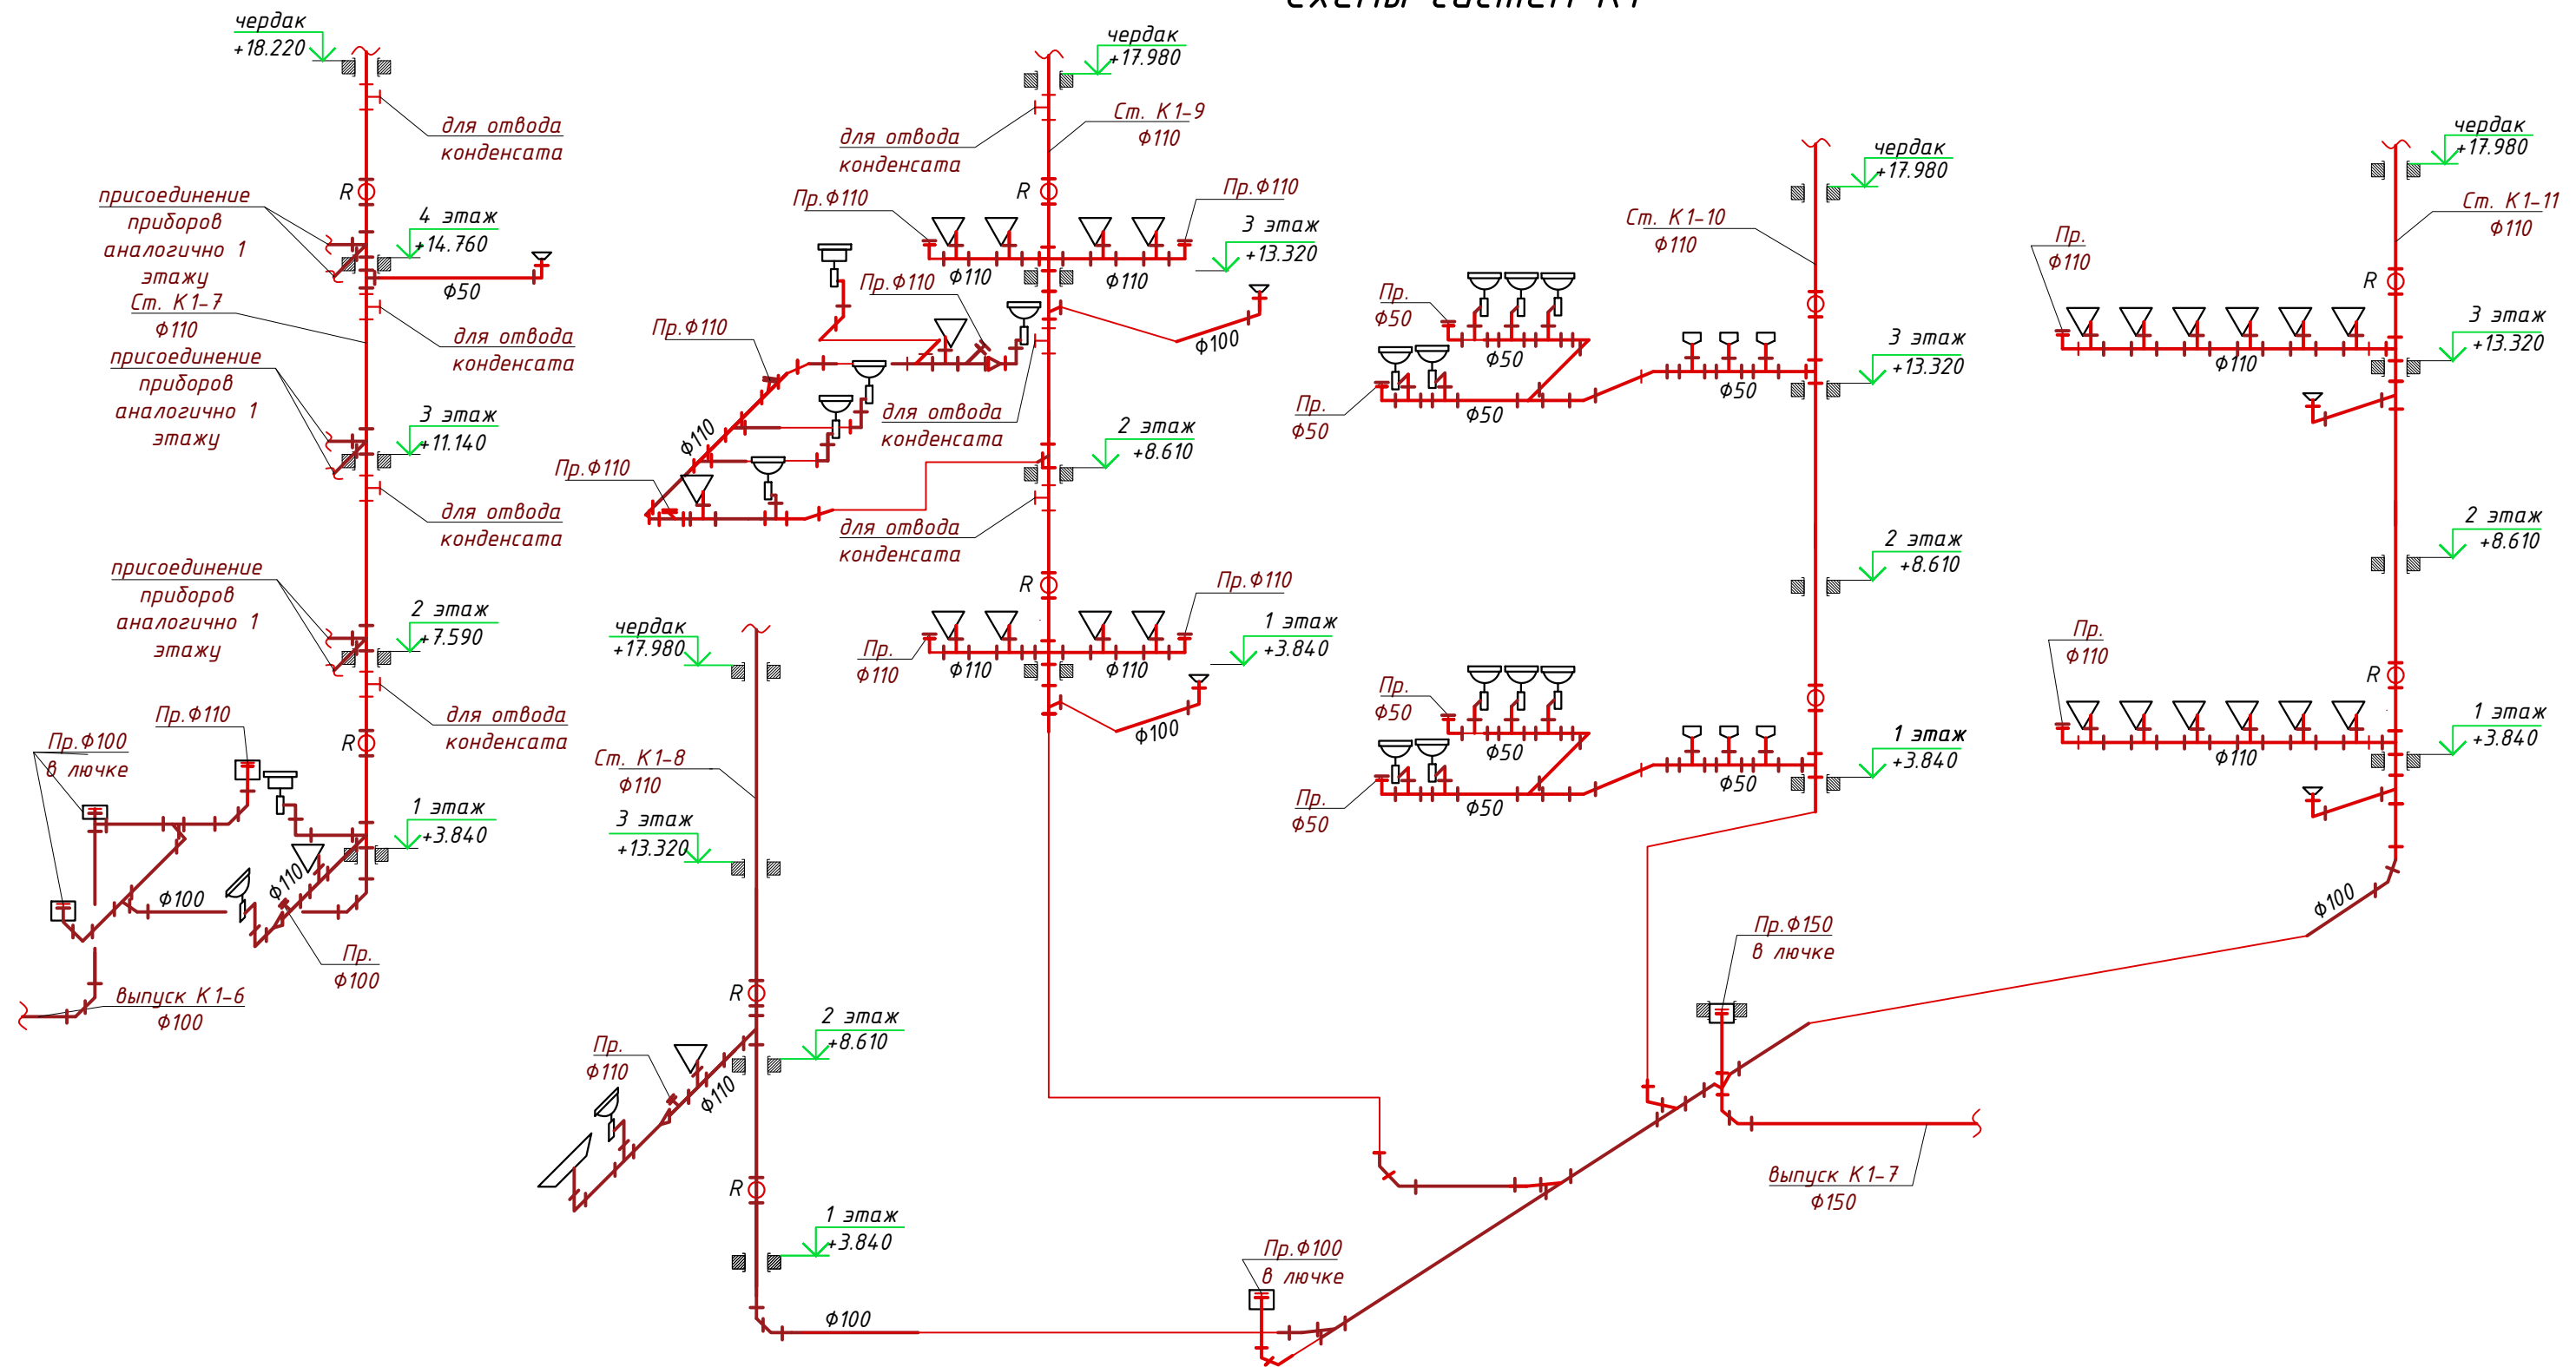 чердак
+18.220
для отвода
конденсата
R
присоединение
приборов
аналогично 1
этажу
4 этаж
+14.760
Ф50
Ст. К1-7
Ф110
для отвода
конденсата
присоединение
приборов
аналогично 1
этажу
3 этаж
+11.140
для отвода
конденсата
присоединение
приборов
аналогично 1
этажу
2 этаж
+7.590
для отвода
конденсата
R
Пр.Ф110
Пр.Ф100
в лючке
1 этаж
+3.840
Ф100
Ф110
Пр.
Ф100
выпуск К1-6
Ф100
чердак
+17.980
Ст. К1-8
Ф110
3 этаж
+13.320
R
2 этаж
+8.610
Пр.
Ф110
Ф110
R
1 этаж
+3.840
Ф100
чердак
+17.980
Ст. К1-9
Ф110
для отвода
конденсата
R
Пр.Ф110
Пр.Ф110
3 этаж
+13.320
Ф110
Ф110
Пр.Ф110
Ф100
Пр.Ф110
для отвода
конденсата
Ф110
Пр.Ф110
2 этаж
+8.610
для отвода
конденсата
R
Пр.Ф110
1 этаж
+3.840
Пр.
Ф110
Ф110
Ф110
Ф100
чердак
+17.980
Ст. К1-10
Ф110
Пр.
Ф50
Ф50
3 этаж
+13.320
Ф50
Пр.
Ф50
Ф50
2 этаж
+8.610
Пр.
Ф50
Ф50
1 этаж
+3.840
Ф50
Пр.
Ф50
Ф50
чердак
+17.980
Ст. К1-11
Ф110
Пр.
Ф110
R
3 этаж
+13.320
Ф110
2 этаж
+8.610
Пр.
Ф110
R
1 этаж
+3.840
Ф110
Ф100
Пр.Ф150
в лючке
выпуск К1-7
Ф150
Пр.Ф100
в лючке